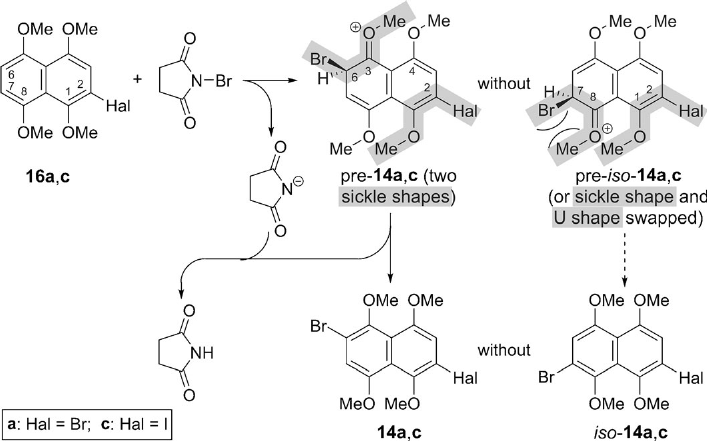 OMe OMe
6
7 8 1 2
Hal
OMe OMe
16a,c
+
O
N Br
O
⊕
O Me OMe
Br
H 6 3 4
2
Hal
OMe O
Me
pre-14a,c (two
sickle shapes)
without
OMe OMe
H 7
Br 8 1 2
Hal
O O
⊕
Me Me
pre-iso-14a,c
(or sickle shape and
U shape swapped)
O
N ⊖
O
O
NH
O
OMe OMe
Br
Hal
MeO OMe
14a,c
without
OMe OMe
Br
Hal
OMe OMe
iso-14a,c
a: Hal = Br; c: Hal = I